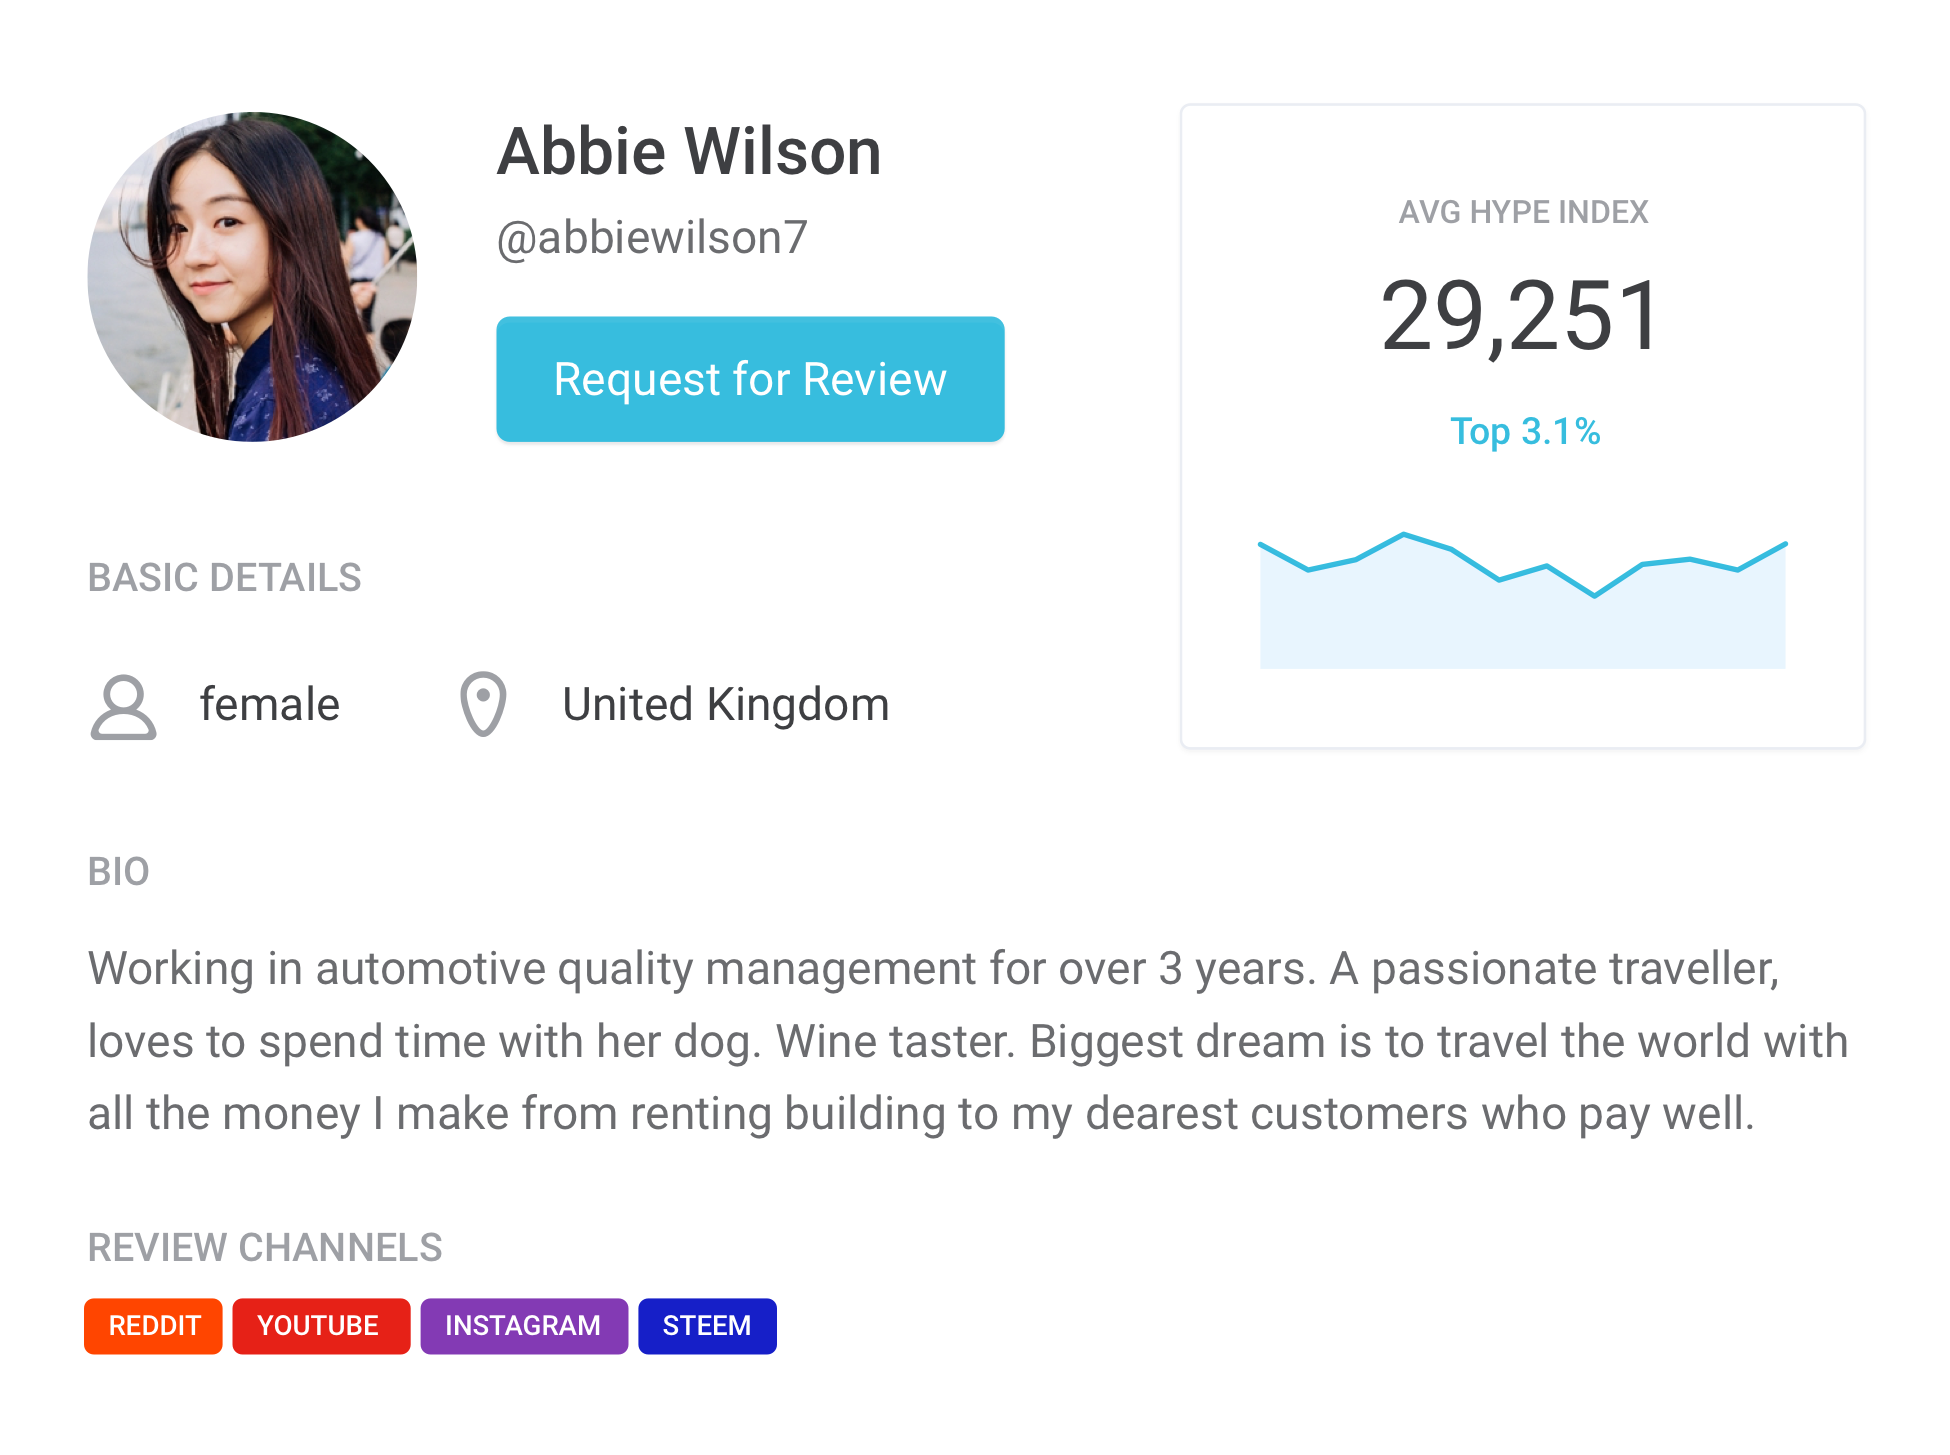 Abbie Wilson
@abbiewilson7
Request for Review
AVG HYPE INDEX
29,251
Top 3.1%
BASIC DETAILS
female
United Kingdom
BIO
Working in automotive quality management for over 3 years. A passionate traveller,
loves to spend time with her dog. Wine taster. Biggest dream is to travel the world with
all the money I make from renting building to my dearest customers who pay well.
REVIEW CHANNELS
REDDIT YOUTUBE INSTAGRAM STEEM